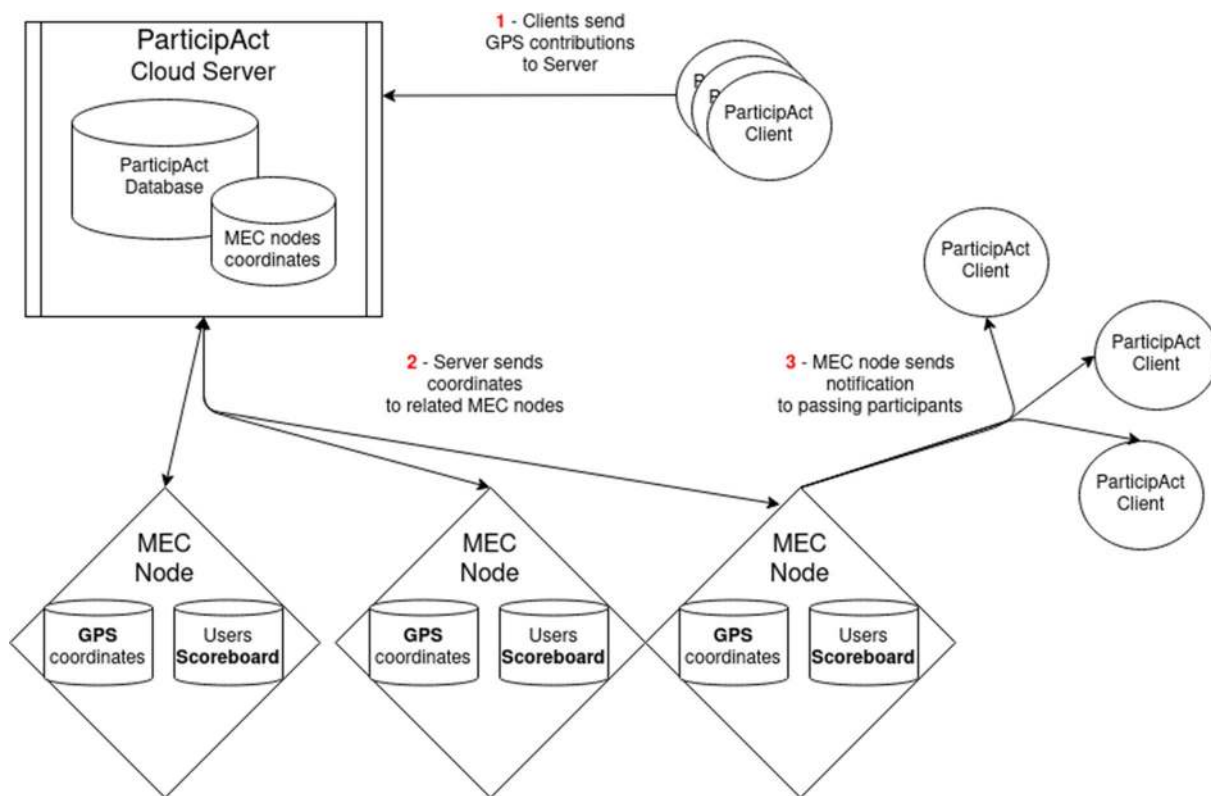 ParticipAct
Cloud Server
ParticipAct
Database
MEC nodes
coordinates
1 - Clients send
GPS contributions
to Server
ParticipAct
Client
2 - Server sends
coordinates
to related MEC nodes
3 - MEC node sends
notification
to passing participants
ParticipAct
Client
ParticipAct
Client
ParticipAct
Client
MEC
Node
GPS
coordinates
Users
Scoreboard
MEC
Node
GPS
coordinates
Users
Scoreboard
MEC
Node
GPS
coordinates
Users
Scoreboard